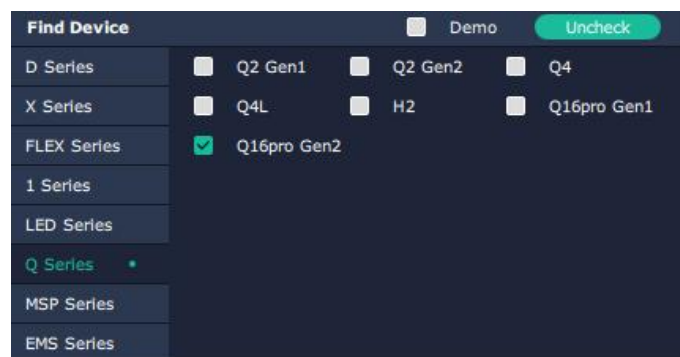 Find Device Demo Uncheck
D Series Q2 Gen1 Q2 Gen2 Q4
X Series Q4L H2 Q16pro Gen1
FLEX Series Q16pro Gen2
1 Series
LED Series
Q Series
MSP Series
EMS Series